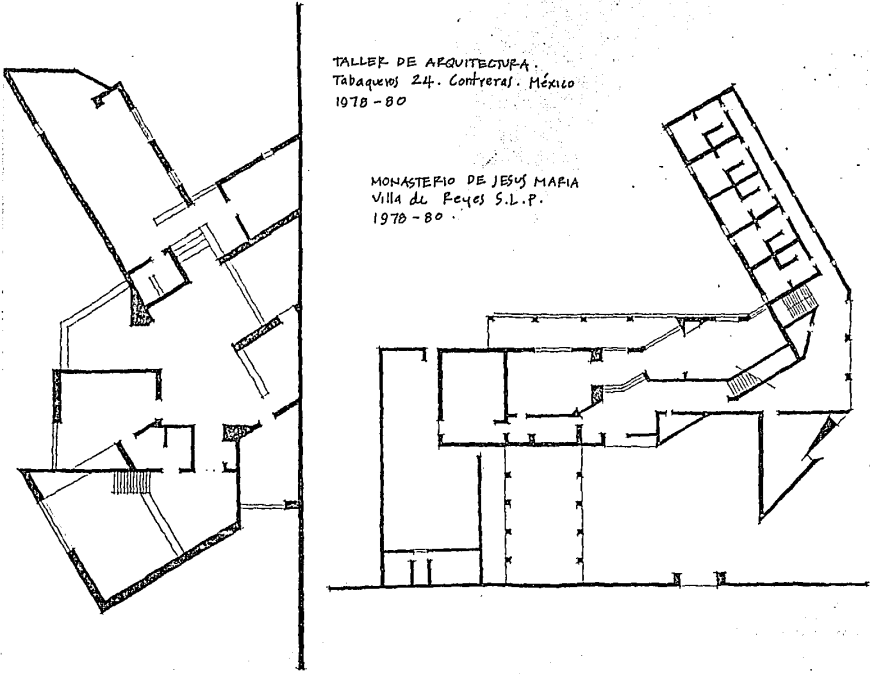 TALLER DE ARQUITECTURA.
Tabaqueros 24. Contreras. México
1978-80
MONASTERIO DE JESUS MARIA
Villa de Reyes S.L.P.
1978-80.